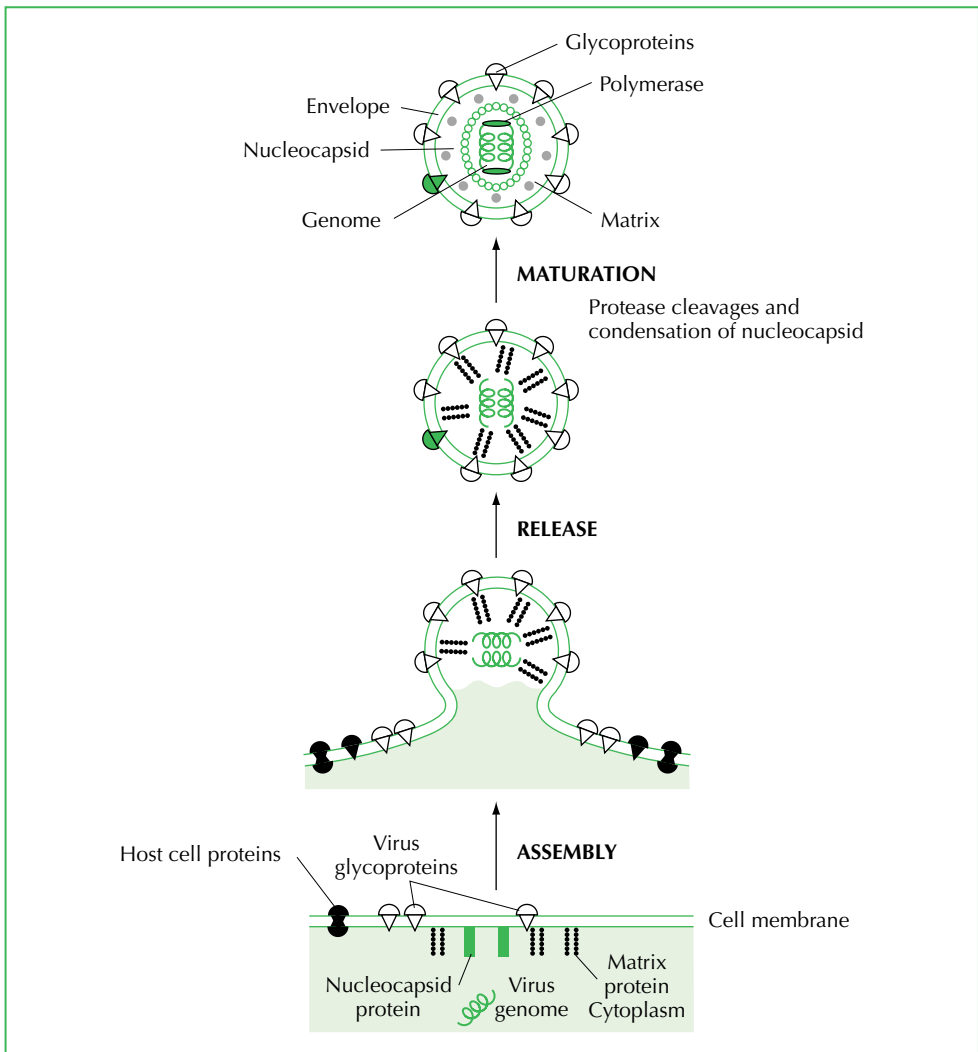 Glycoproteins
Polymerase
Envelope
Nucleocapsid
Genome
Matrix
MATURATION
Protease cleavages and
condensation of nucleocapsid
RELEASE
ASSEMBLY
Host cell proteins
Virus
glycoproteins
Cell membrane
Nucleocapsid
protein
Virus
genome
Matrix
protein
Cytoplasm